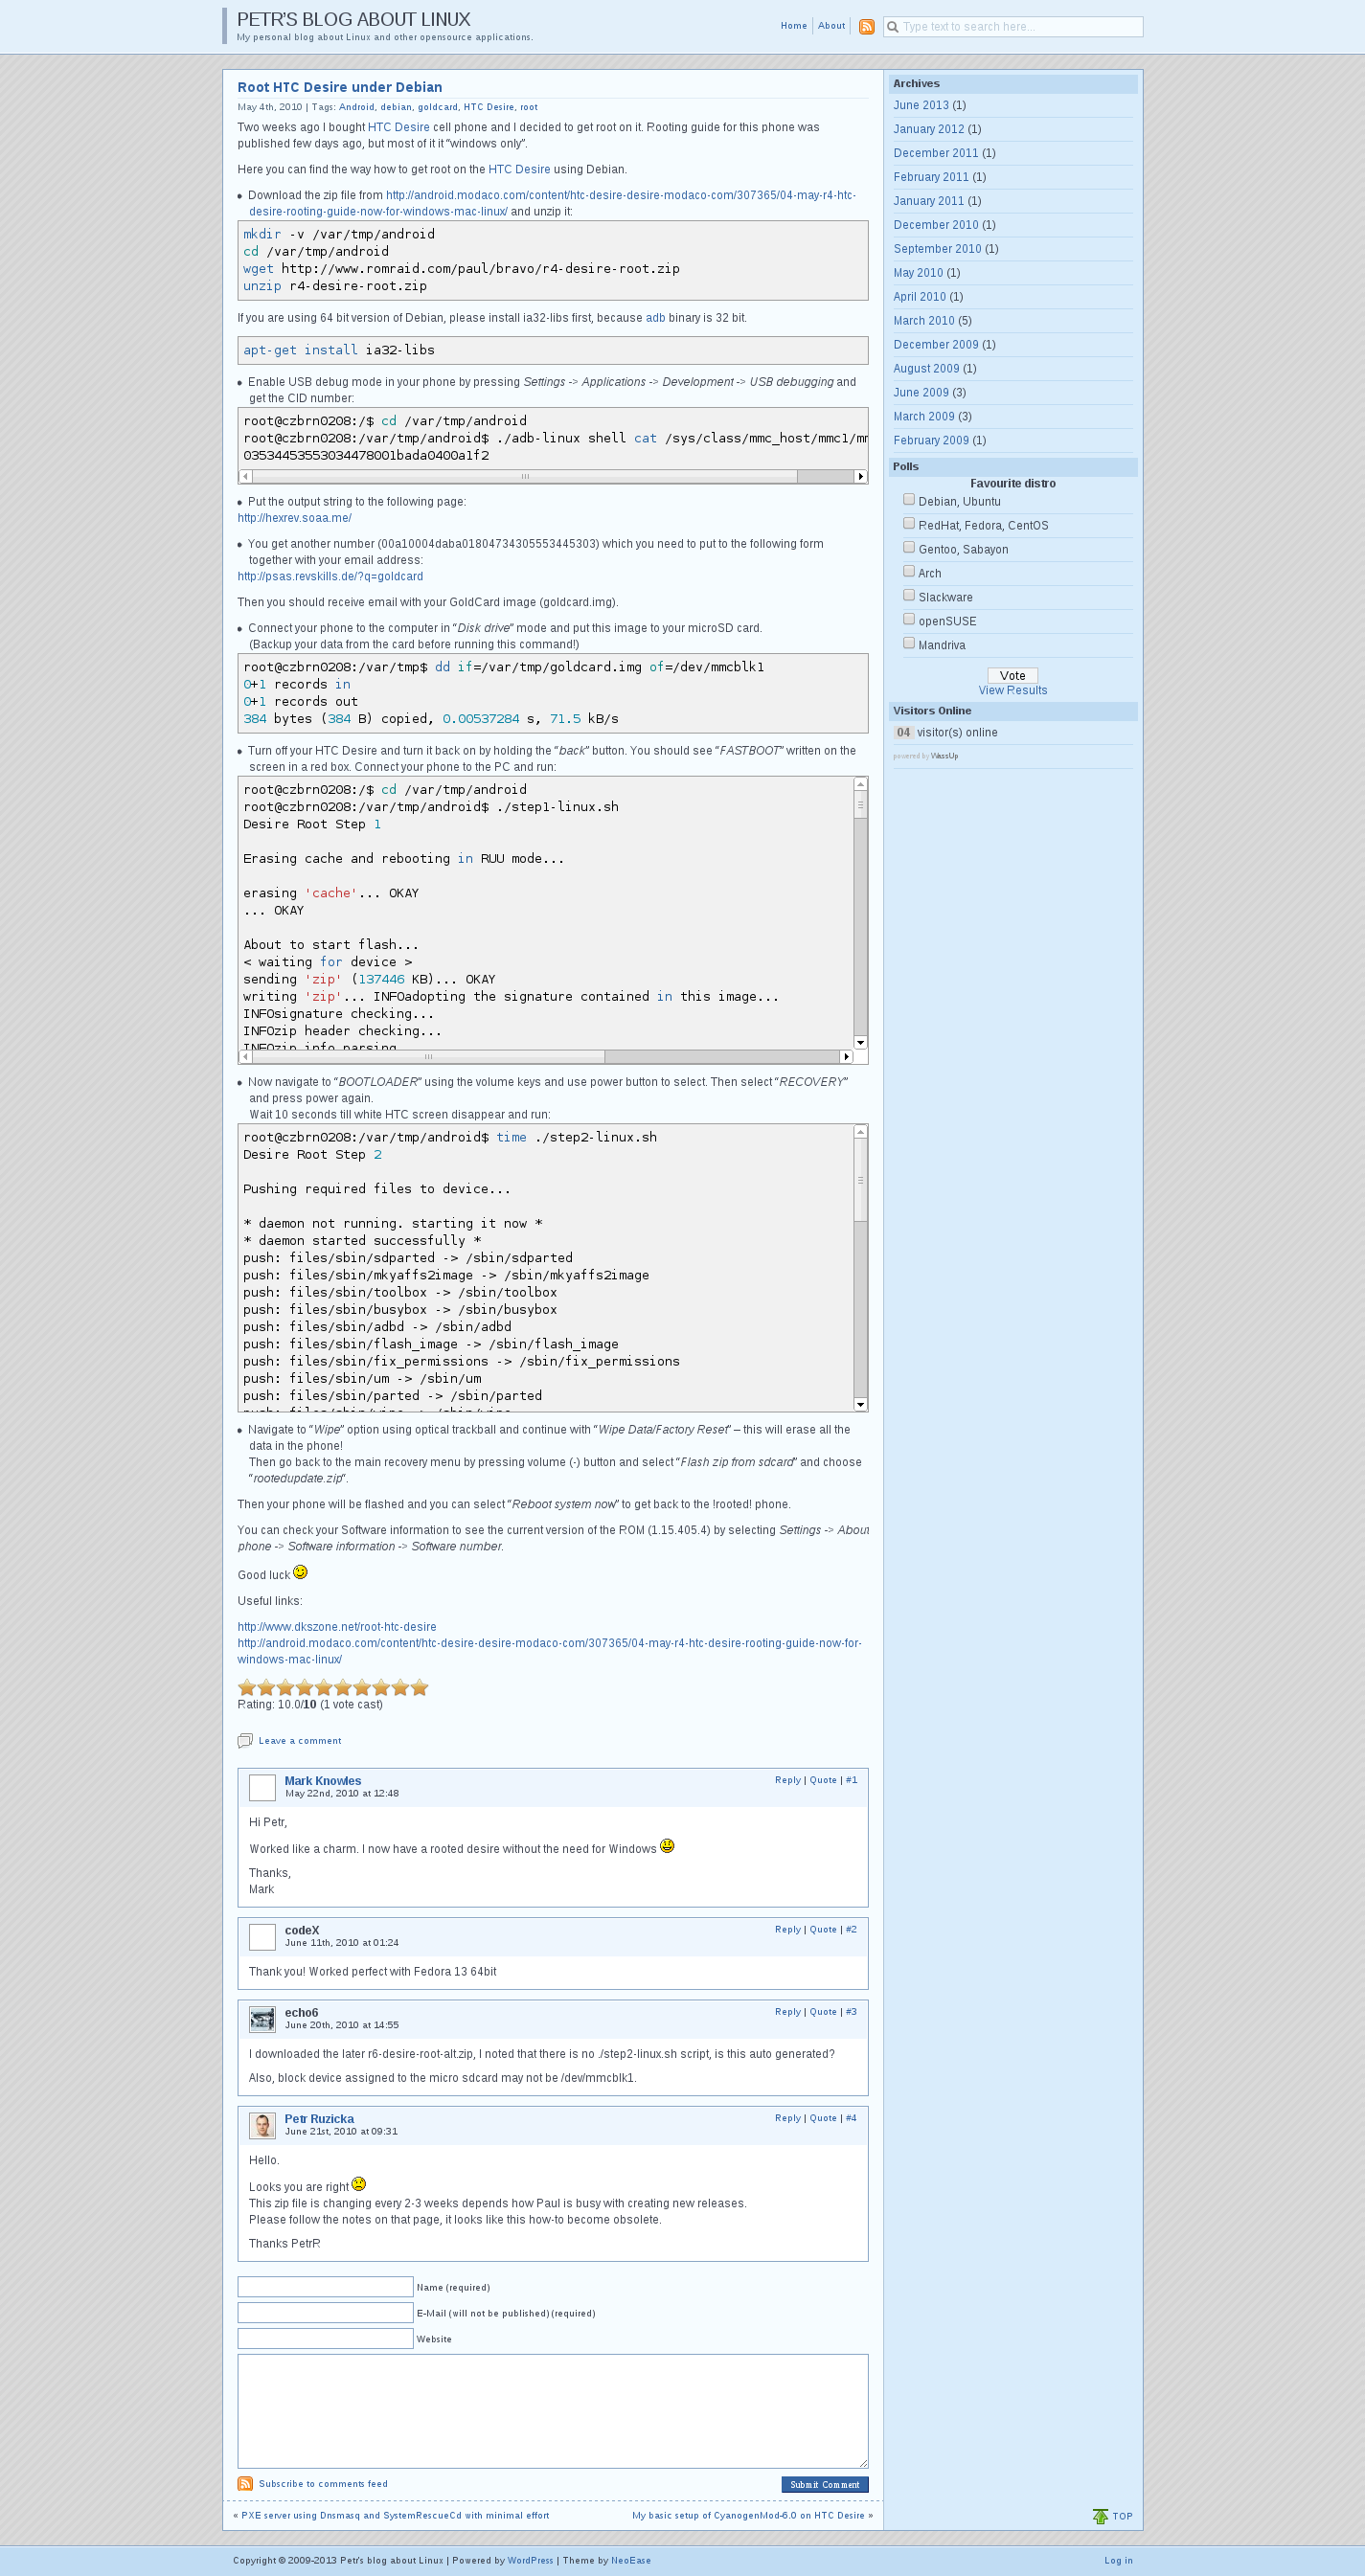 PETR'S BLOG ABOUT LINUX
My personal blog about Linux and other opensource applications.
Home
About
Type text to search here...
Root HTC Desire under Debian
May 4th, 2010 | Tags: Android, debian, goldcard, HTC Desire, root
Two weeks ago I bought HTC Desire cell phone and I decided to get root on it. Rooting guide for this phone was
published few days ago, but most of it it “windows only”.
Here you can find the way how to get root on the HTC Desire using Debian.
• Download the zip file from http://android.modaco.com/content/htc-desire-desire-modaco-com/307365/04-may-r4-htc-
desire-rooting-guide-now-for-windows-mac-linux/ and unzip it:
mkdir -v /var/tmp/android
cd /var/tmp/android
wget http://www.romraid.com/paul/bravo/r4-desire-root.zip
unzip r4-desire-root.zip
If you are using 64 bit version of Debian, please install ia32-libs first, because adb binary is 32 bit.
apt-get install ia32-libs
• Enable USB debug mode in your phone by pressing Settings -> Applications -> Development -> USB debugging and
get the CID number:
root@czbrn0208:/$ cd /var/tmp/android
root@czbrn0208:/var/tmp/android$ ./adb-linux shell cat /sys/class/mmc_host/mmc1/mm
03534453553034478001bada0400a1f2
• Put the output string to the following page:
http://hexrev.soaa.me/
• You get another number (00a10004daba01804734305553445303) which you need to put to the following form
together with your email address:
http://psas.revskills.de/?q=goldcard
Then you should receive email with your GoldCard image (goldcard.img).
• Connect your phone to the computer in “Disk drive” mode and put this image to your microSD card.
(Backup your data from the card before running this command!)
root@czbrn0208:/var/tmp$ dd if=/var/tmp/goldcard.img of=/dev/mmcblk1
0+1 records in
0+1 records out
384 bytes (384 B) copied, 0.00537284 s, 71.5 kB/s
• Turn off your HTC Desire and turn it back on by holding the “back” button. You should see “FASTBOOT” written on the
screen in a red box. Connect your phone to the PC and run:
root@czbrn0208:/$ cd /var/tmp/android
root@czbrn0208:/var/tmp/android$ ./step1-linux.sh
Desire Root Step 1
Erasing cache and rebooting in RUU mode...
erasing 'cache'... OKAY
... OKAY
About to start flash...
< waiting for device >
sending 'zip' (137446 KB)... OKAY
writing 'zip'... INFOadopting the signature contained in this image...
INFOsignature checking...
INFOzip header checking...
INFOzip info parsing
• Now navigate to “BOOTLOADER” using the volume keys and use power button to select. Then select “RECOVERY”
and press power again.
Wait 10 seconds till white HTC screen disappear and run:
root@czbrn0208:/var/tmp/android$ time ./step2-linux.sh
Desire Root Step 2
Pushing required files to device...
* daemon not running. starting it now *
* daemon started successfully *
push: files/sbin/sdparted -> /sbin/sdparted
push: files/sbin/mkyaffs2image -> /sbin/mkyaffs2image
push: files/sbin/toolbox -> /sbin/toolbox
push: files/sbin/busybox -> /sbin/busybox
push: files/sbin/adbd -> /sbin/adbd
push: files/sbin/flash_image -> /sbin/flash_image
push: files/sbin/fix_permissions -> /sbin/fix_permissions
push: files/sbin/um -> /sbin/um
push: files/sbin/parted -> /sbin/parted
push: files/sbin/wipe -> /sbin/wipe
• Navigate to “Wipe” option using optical trackball and continue with “Wipe Data/Factory Reset” – this will erase all the
data in the phone!
Then go back to the main recovery menu by pressing volume (-) button and select “Flash zip from sdcard” and choose
“rootedupdate.zip“.
Then your phone will be flashed and you can select “Reboot system now” to get back to the !rooted! phone.
You can check your Software information to see the current version of the ROM (1.15.405.4) by selecting Settings -> About
phone -> Software information -> Software number.
Good luck
Useful links:
http://www.dkszone.net/root-htc-desire
http://android.modaco.com/content/htc-desire-desire-modaco-com/307365/04-may-r4-htc-desire-rooting-guide-now-for-
windows-mac-linux/
Rating: 10.0/10 (1 vote cast)
Leave a comment
Mark Knowles
May 22nd, 2010 at 12:48
Reply | Quote | #1
Hi Petr,
Worked like a charm. I now have a rooted desire without the need for Windows
Thanks,
Mark
codeX
June 11th, 2010 at 01:24
Reply | Quote | #2
Thank you! Worked perfect with Fedora 13 64bit
echo6
June 20th, 2010 at 14:55
Reply | Quote | #3
I downloaded the later r6-desire-root-alt.zip, I noted that there is no ./step2-linux.sh script, is this auto generated?
Also, block device assigned to the micro sdcard may not be /dev/mmcblk1.
Petr Ruzicka
June 21st, 2010 at 09:31
Reply | Quote | #4
Hello.
Looks you are right
This zip file is changing every 2-3 weeks depends how Paul is busy with creating new releases.
Please follow the notes on that page, it looks like this how-to become obsolete.
Thanks PetrR
Name (required)
E-Mail (will not be published) (required)
Website
Subscribe to comments feed
Submit Comment
« PXE server using Dnsmasq and SystemRescueCd with minimal effort
My basic setup of CyanogenMod-6.0 on HTC Desire »
Archives
June 2013 (1)
January 2012 (1)
December 2011 (1)
February 2011 (1)
January 2011 (1)
December 2010 (1)
September 2010 (1)
May 2010 (1)
April 2010 (1)
March 2010 (5)
December 2009 (1)
August 2009 (1)
June 2009 (3)
March 2009 (3)
February 2009 (1)
Polls
Favourite distro
Debian, Ubuntu
RedHat, Fedora, CentOS
Gentoo, Sabayon
Arch
Slackware
openSUSE
Mandriva
Vote
View Results
Visitors Online
04 visitor(s) online
powered by WassUp
TOP
Copyright © 2009-2013 Petr's blog about Linux | Powered by WordPress | Theme by NeoEase
Log in